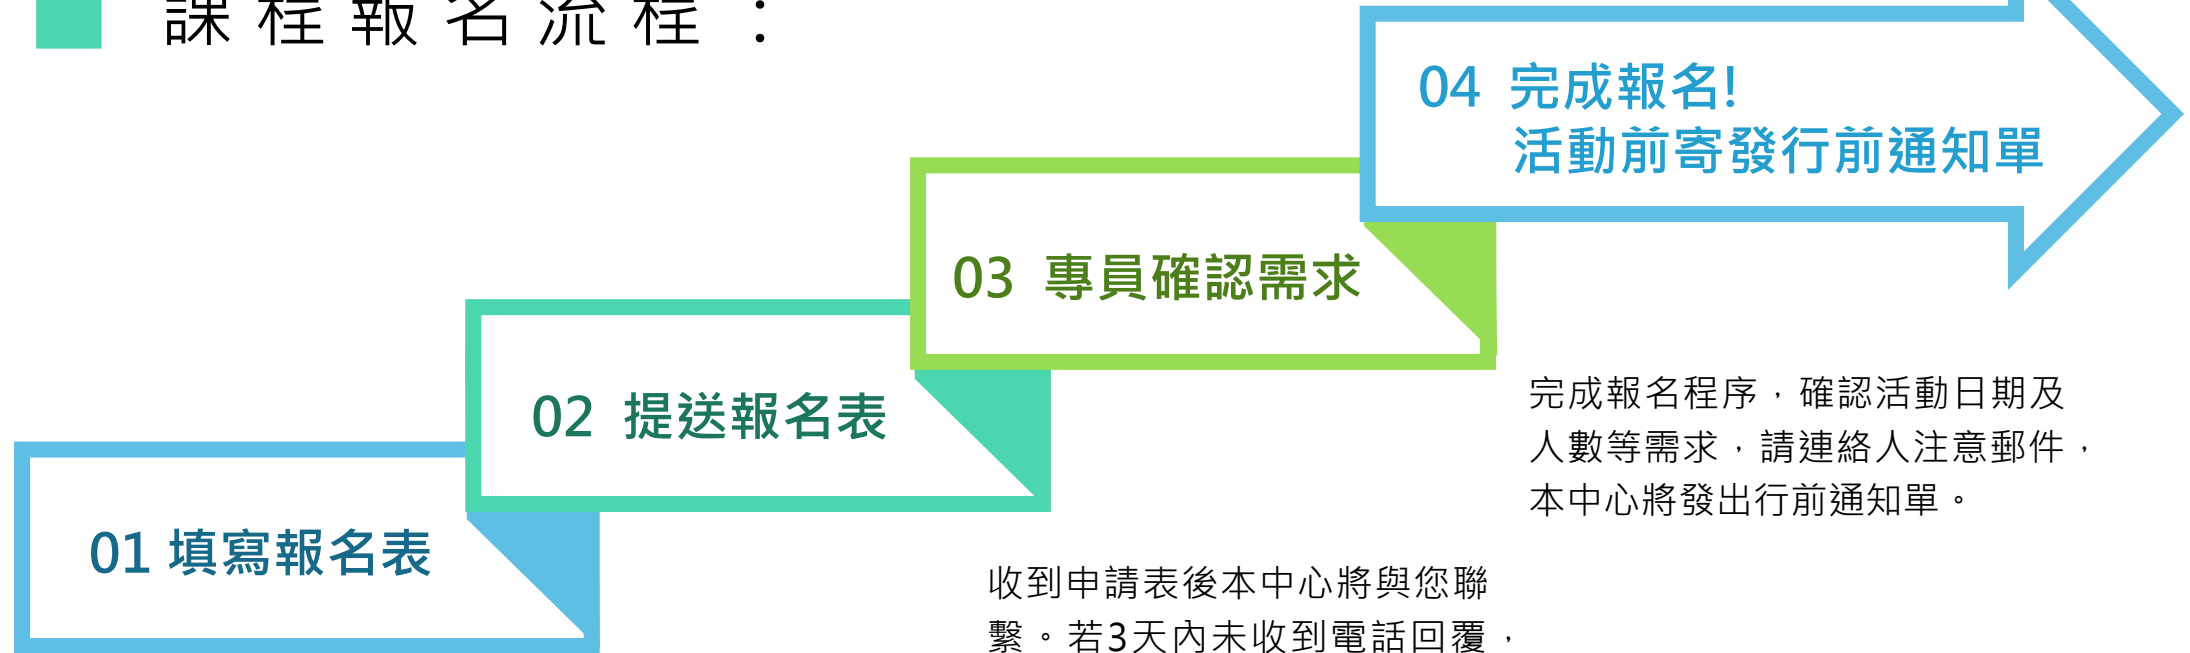 課程報名流程：
04 完成報名!
活動前寄發行前通知單
03 專員確認需求
02 提送報名表
01 填寫報名表
完成報名程序，確認活動日期及
人數等需求，請連絡人注意郵件，
本中心將發出行前通知單。
收到申請表後本中心將與您聯
繫。若3天內未收到電話回覆，